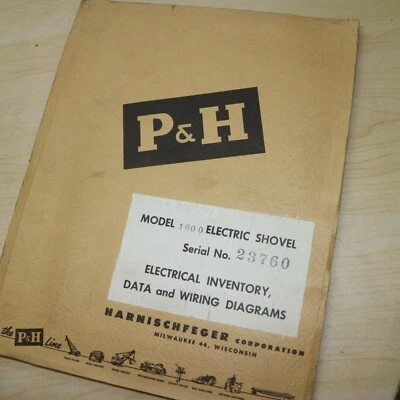 P&H
MODEL 1800 ELECTRIC SHOVEL
Serial No. 23760
ELECTRICAL INVENTORY,
DATA and WIRING DIAGRAMS
HARNISCHFEGER CORPORATION
MILWAUKEE 46, WISCONSIN
the P&H Line